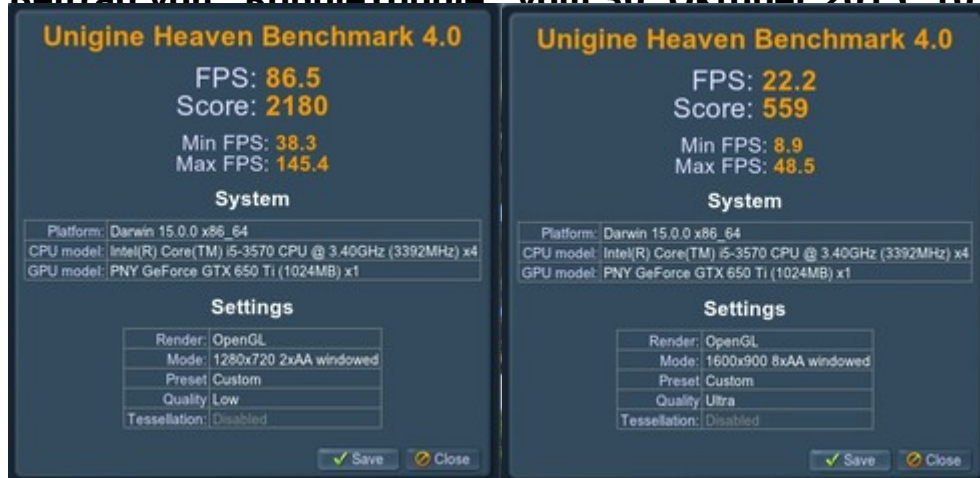 Unigine Heaven Benchmark 4.0
FPS: 86.5
Score: 2180
Min FPS: 38.3
Max FPS: 145.4
System
Platform: Darwin 15.0.0 x86_64
CPU model: Intel(R) Core(TM) i5-3570 CPU @ 3.40GHz (3392MHz) x4
GPU model: PNY GeForce GTX 650 Ti (1024MB) x1
Settings
Render: OpenGL
Mode: 1280x720 2xAA windowed
Preset Custom
Quality Low
Tessellation: Disabled
Save Close
Unigine Heaven Benchmark 4.0
FPS: 22.2
Score: 559
Min FPS: 8.9
Max FPS: 48.5
System
Platform: Darwin 15.0.0 x86_64
CPU model: Intel(R) Core(TM) i5-3570 CPU @ 3.40GHz (3392MHz) x4
GPU model: PNY GeForce GTX 650 Ti (1024MB) x1
Settings
Render: OpenGL
Mode: 1600x900 8xAA windowed
Preset Custom
Quality Ultra
Tessellation: Disabled
Save Close